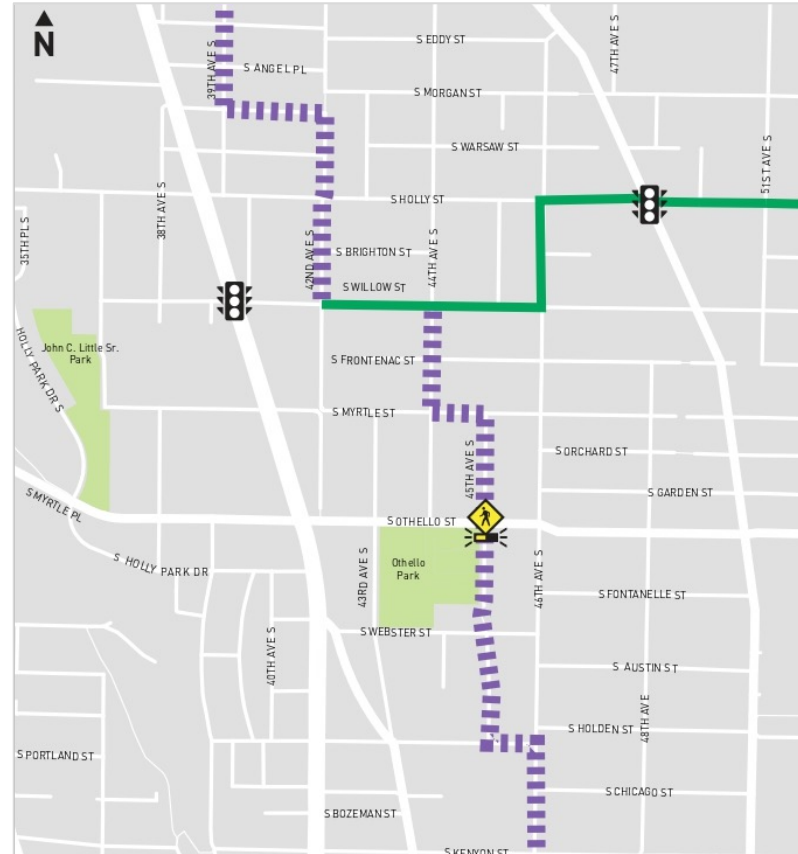 N
S EDDY ST
47TH AVE S
39TH AVE S
S ANGEL PL
S MORGAN ST
S WARSAW ST
51ST AVE S
38TH AVE S
S HOLLY ST
35TH PL S
42ND AVE S
44TH AVE S
S BRIGHTON ST
S WILLOW ST
John C. Little Sr.
Park
HOLLY PARK DR S
S FRONTENAC ST
S MYRTLE ST
45TH AVE S
S ORCHARD ST
S GARDEN ST
S MYRTLE PL
S OTHELLO ST
S HOLLY PARK DR
43RD AVE S
Othello
Park
46TH AVE S
S FONTANELLE ST
40TH AVE S
S WEBSTER ST
S AUSTIN ST
48TH AVE
S HOLDEN ST
S PORTLAND ST
S CHICAGO ST
S BOZEMAN ST
S KENYON ST